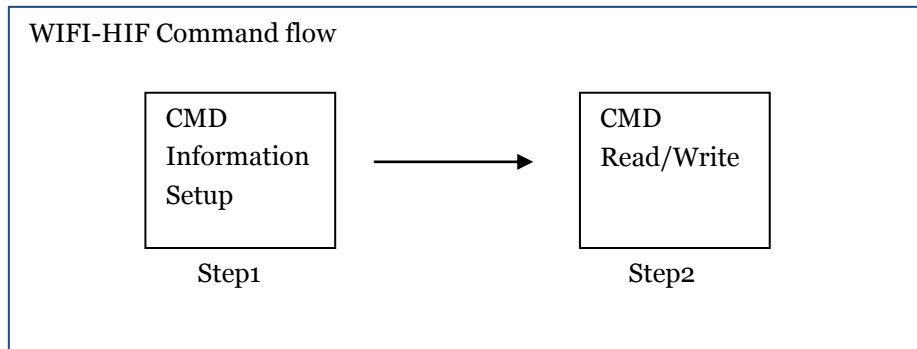 WIFI-HIF Command flow
CMD
Information
Setup
Step1
CMD
Read/Write
Step2